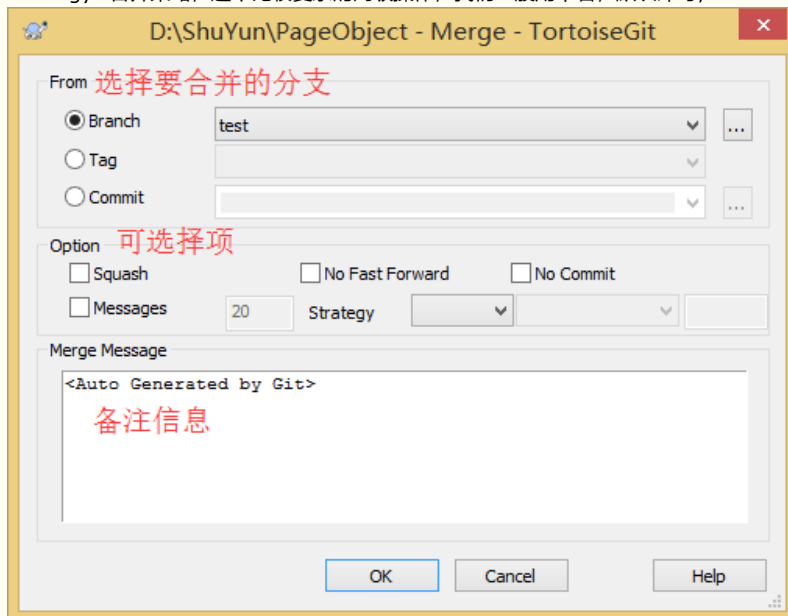 D:\ShuYun\PageObject - Merge - TortoiseGit
From 选择要合并的分支
Branch test ...
Tag
Commit ...
Option 可选择项
Squash No Fast Forward No Commit
Messages 20 Strategy
Merge Message
<Auto Generated by Git>
备注信息
OK Cancel Help